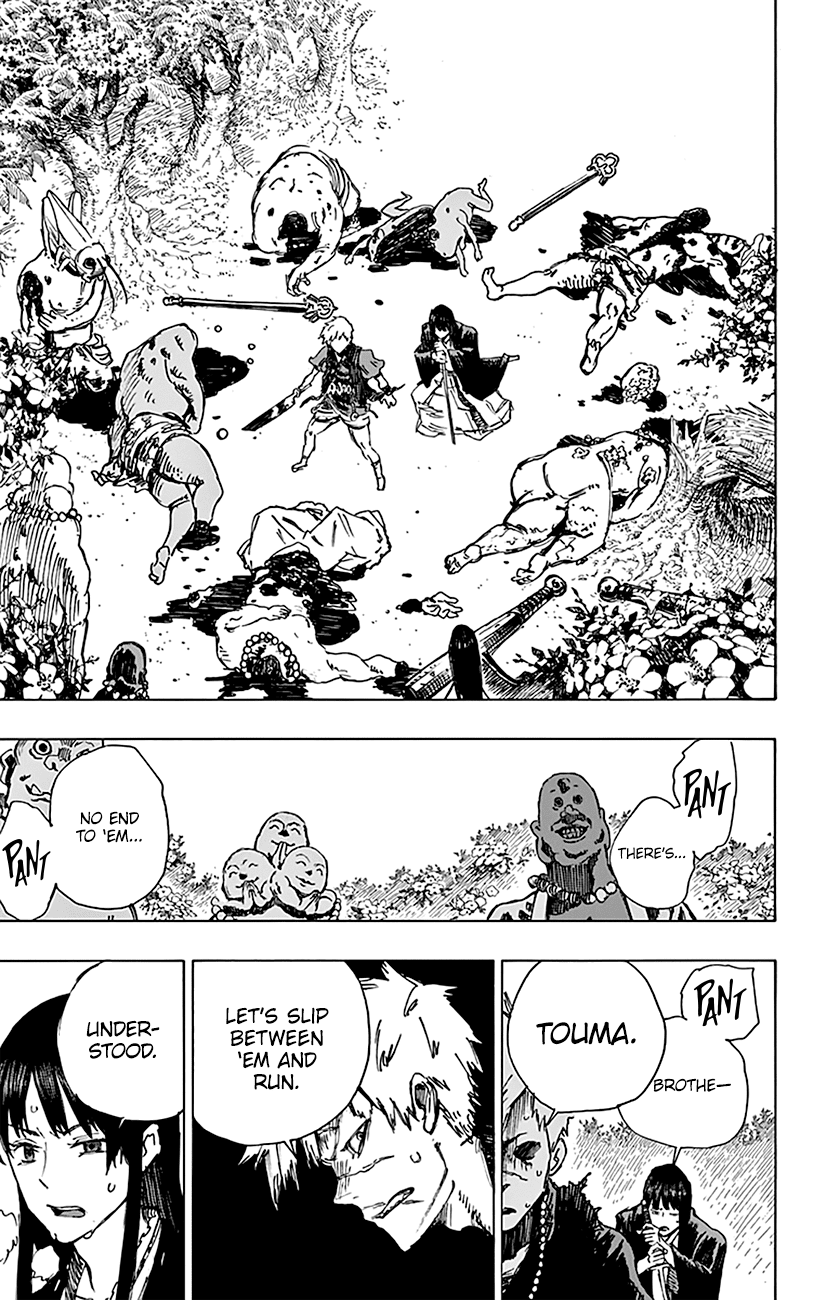 PANT
THERE'S...
NO END
TO 'EM...
PANT
PANT
BROTHE—
TOUMA.
LET'S SLIP
BETWEEN
'EM AND
RUN.
UNDER-
STOOD.